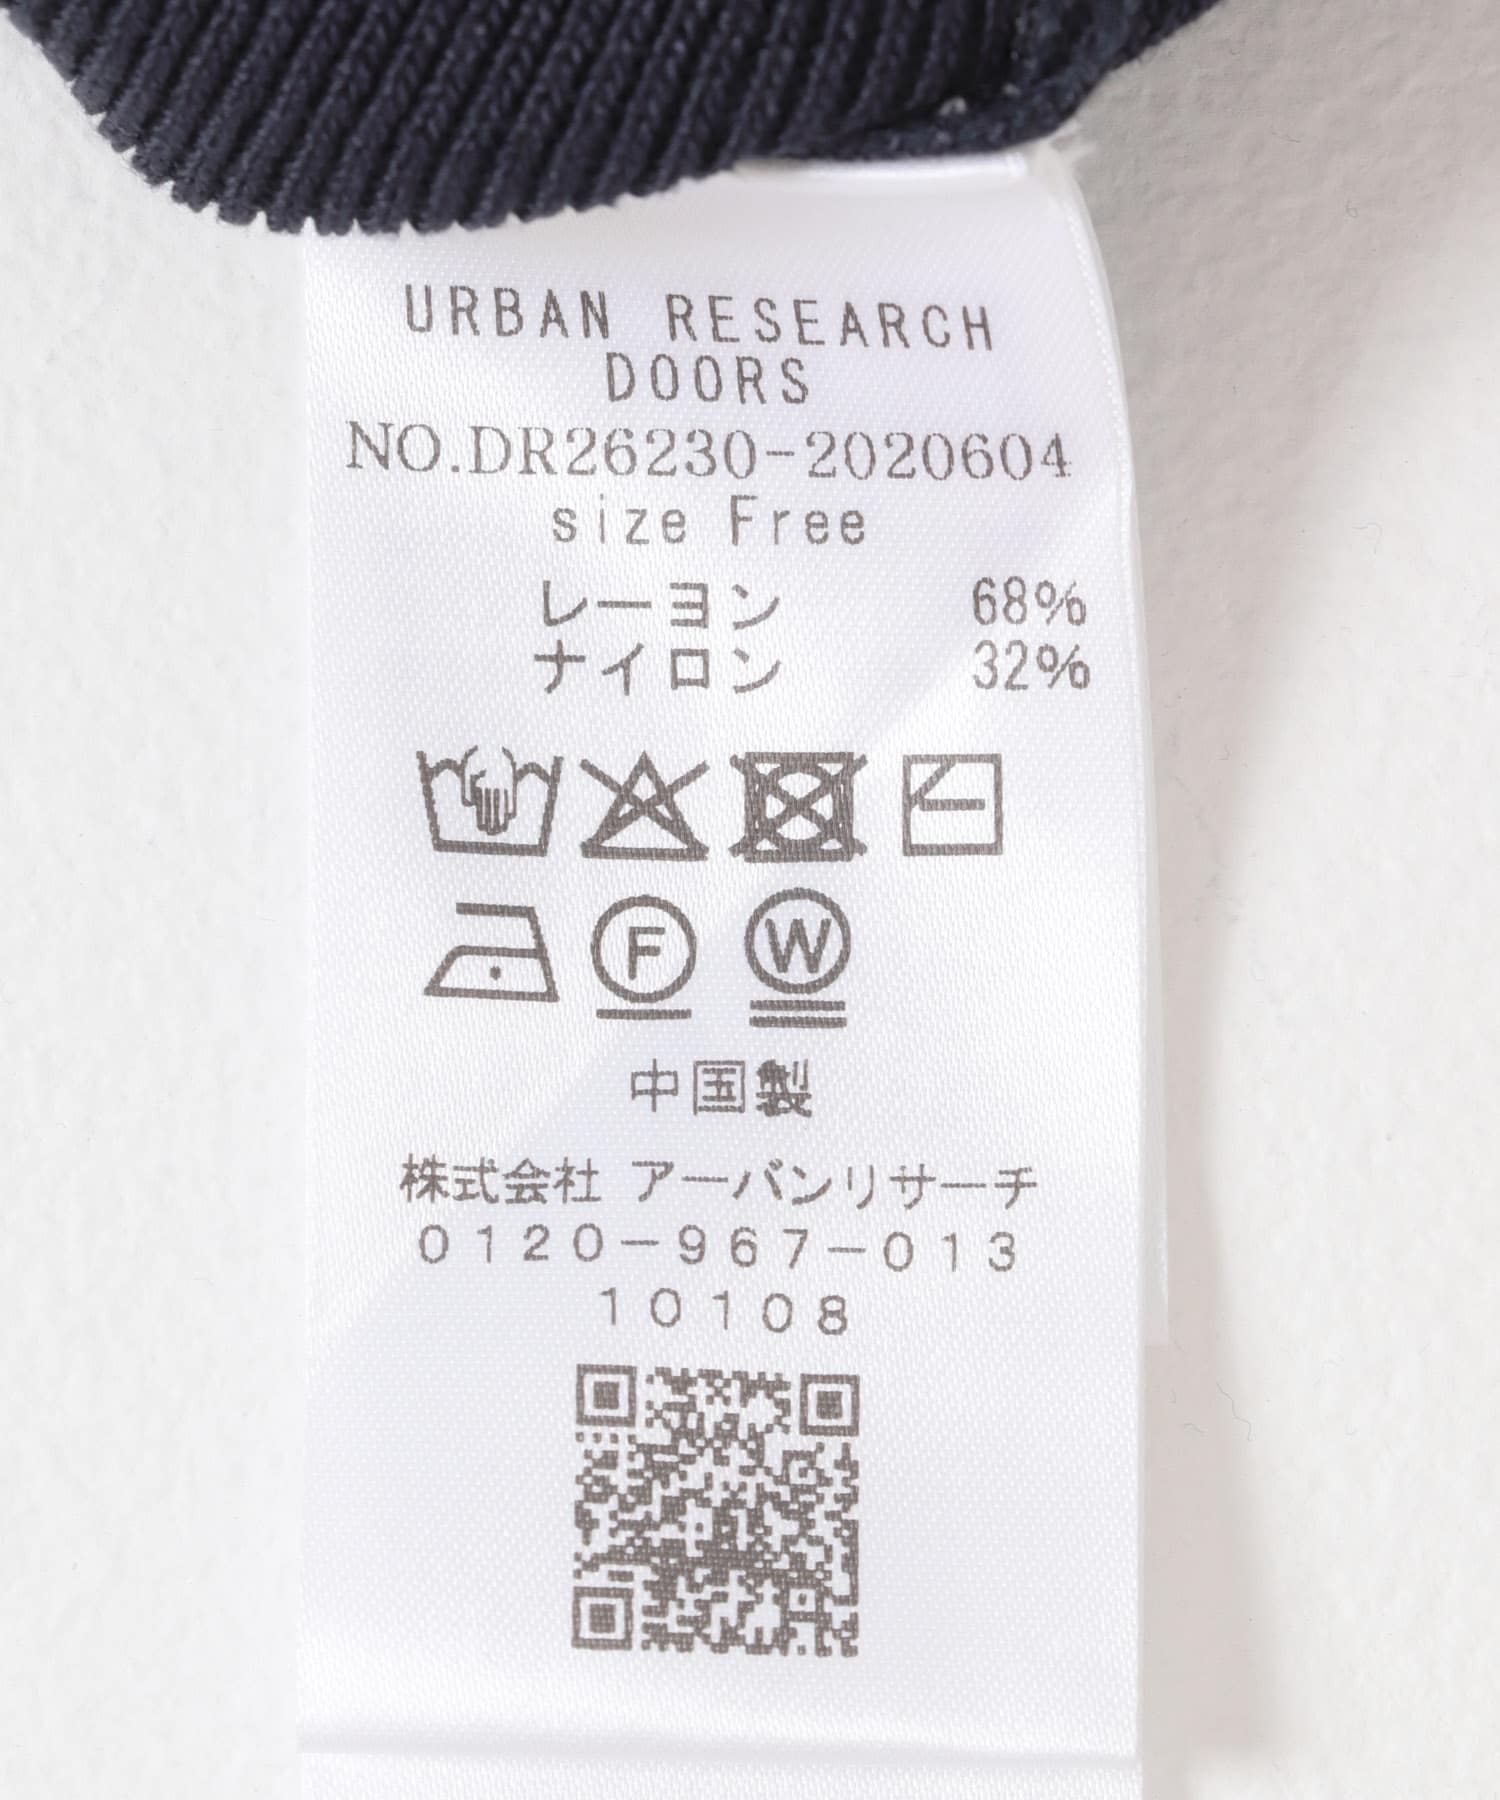 URBAN RESEARCH
DOORS
NO.DR26230-2020604
size Free
レーヨン 68%
ナイロン 32%
F W
中国製
株式会社 アーバンリサーチ
0120-967-013
10108